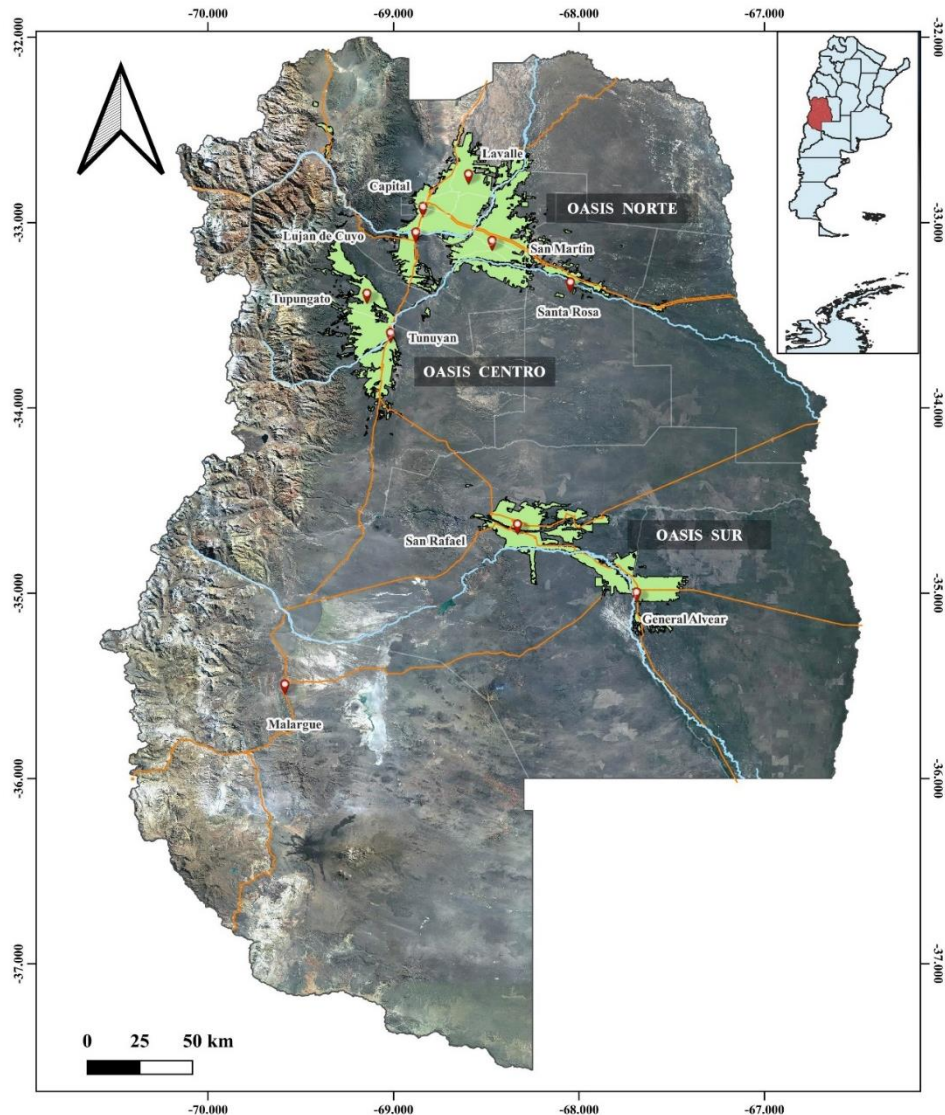 -70.000 -69.000 -68.000 -67.000
-32.000 -32.000
Lavalle
Capital
OASIS NORTE
-33.000 -33.000
Lujan de Cuyo
San Martin
Tupungato
Santa Rosa
Tunuyan
OASIS CENTRO
-34.000 -34.000
San Rafael
OASIS SUR
-35.000 -35.000
General Alvear
Malargue
-36.000 -36.000
-37.000 -37.000
0 25 50 km
-70.000 -69.000 -68.000 -67.000